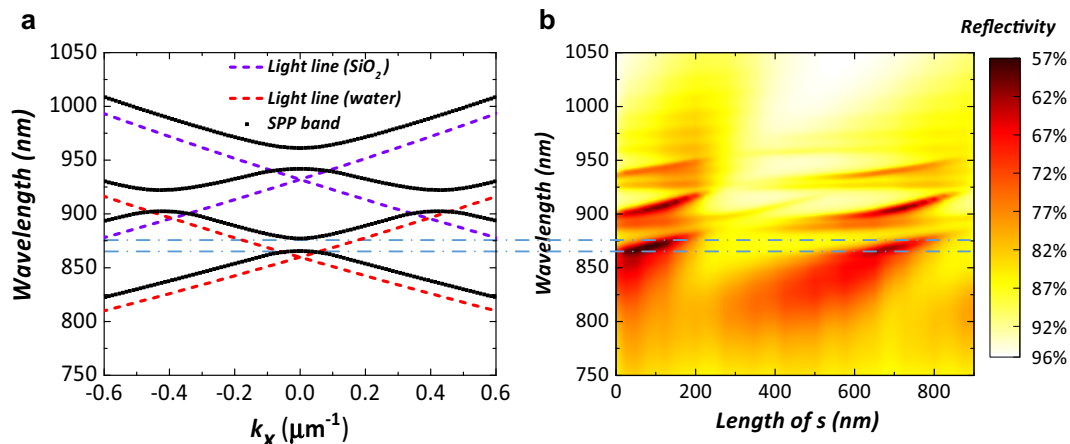 a
1050
1000
950
900
850
800
750
Wavelength (nm)
Light line (SiO₂)
Light line (water)
SPP band
-0.6 -0.4 -0.2 0.0 0.2 0.4 0.6
kₓ (μm⁻¹)
b
1050
1000
950
900
850
800
750
Wavelength (nm)
0 200 400 600 800
Length of s (nm)
Reflectivity
57%
62%
67%
72%
77%
82%
87%
92%
96%